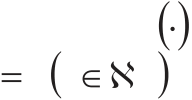 (·)
= ( ∈ ℵ )